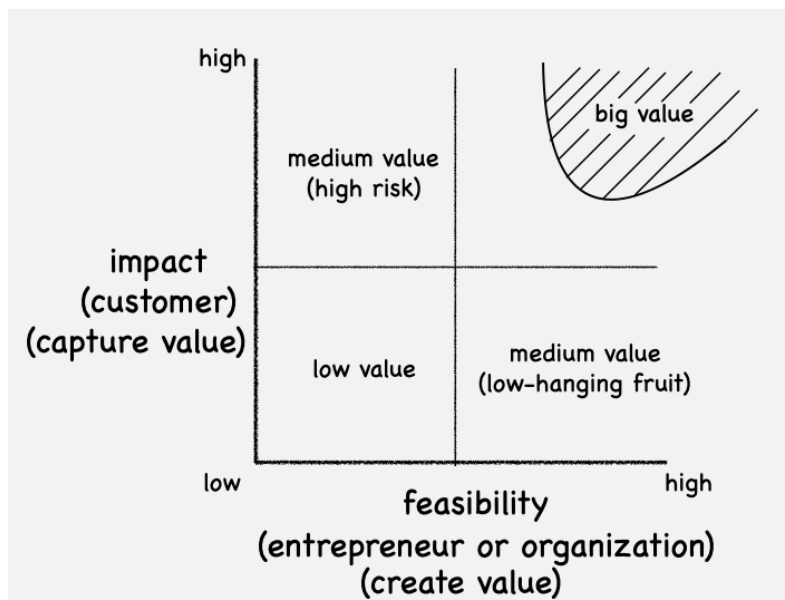 high
big value
medium value
(high risk)
impact
(customer)
(capture value)
low value
medium value
(low-hanging fruit)
low
high
feasibility
(entrepreneur or organization)
(create value)